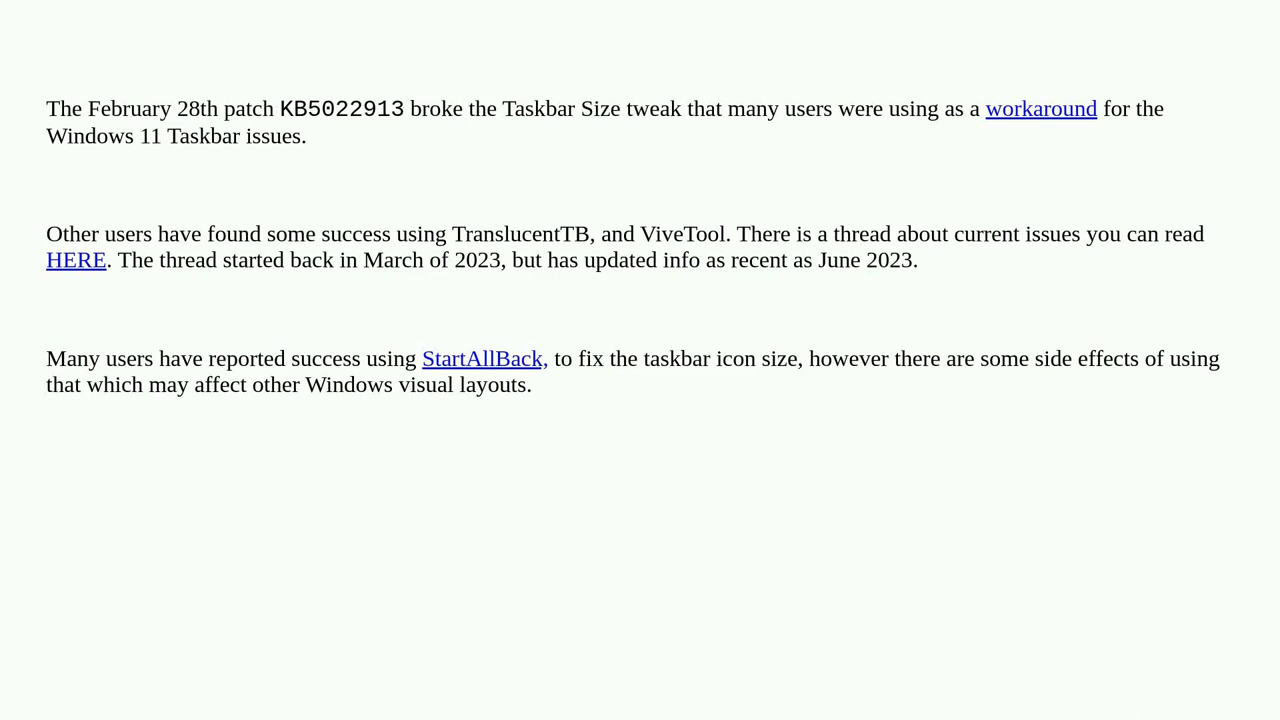 The February 28th patch KB5022913 broke the Taskbar Size tweak that many users were using as a workaround for the
Windows 11 Taskbar issues.
Other users have found some success using TranslucentTB, and ViveTool. There is a thread about current issues you can read
HERE. The thread started back in March of 2023, but has updated info as recent as June 2023.
Many users have reported success using StartAllBack, to fix the taskbar icon size, however there are some side effects of using
that which may affect other Windows visual layouts.